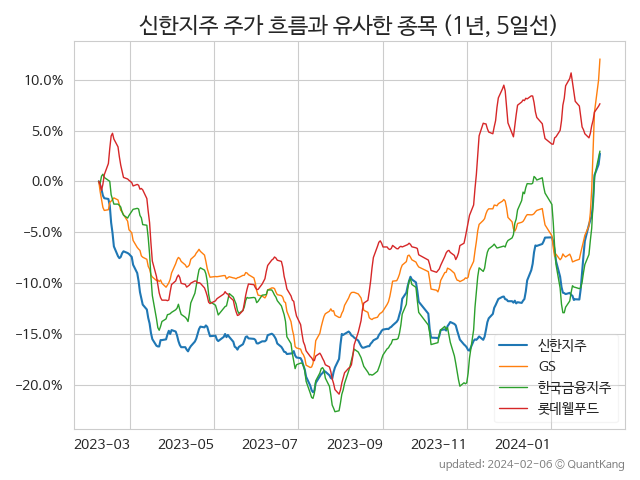 신한지주 주가 흐름과 유사한 종목 (1년, 5일선)
10.0%
5.0%
0.0%
−5.0%
−10.0%
−15.0%
−20.0%
신한지주
GS
한국금융지주
롯데웰푸드
2023-03 2023-05 2023-07 2023-09 2023-11 2024-01
updated: 2024-02-06 © QuantKang